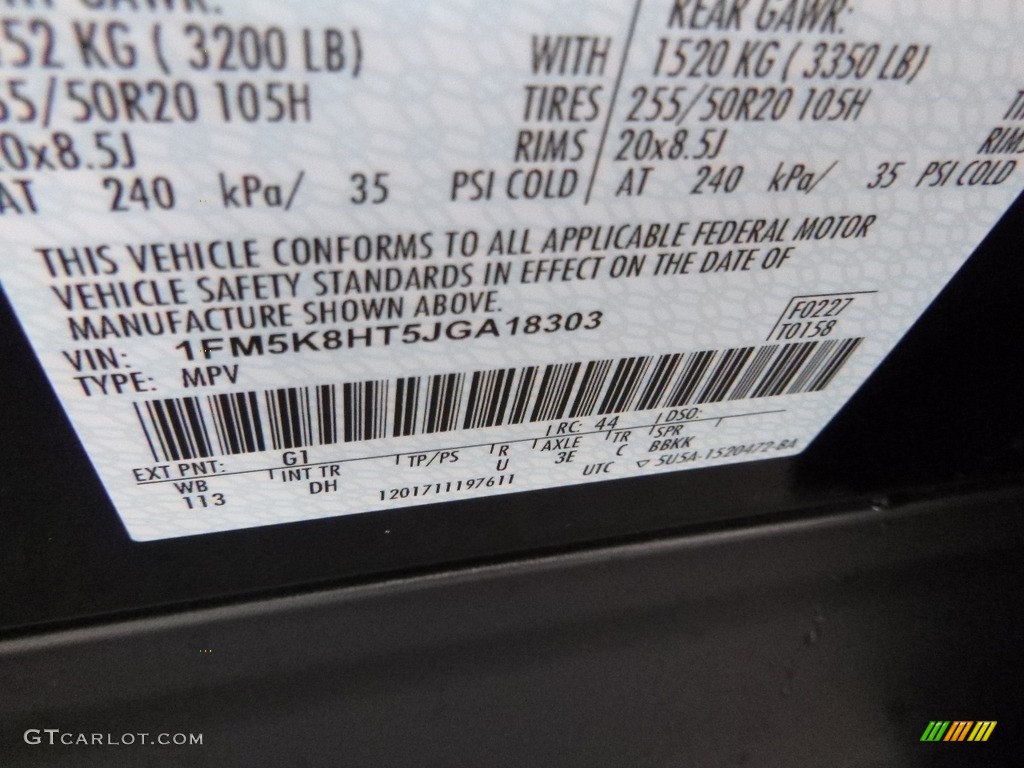 GAWR: REAR GAWR:
52 KG ( 3200 LB) WITH 1520 KG ( 3350 LB)
55/50R20 105H TIRES 255/50R20 105H
0x8.5J RIMS 20x8.5J RIMS
AT 240 kPa/ 35 PSI COLD AT 240 kPa/ 35 PSI COLD
THIS VEHICLE CONFORMS TO ALL APPLICABLE FEDERAL MOTOR
VEHICLE SAFETY STANDARDS IN EFFECT ON THE DATE OF
MANUFACTURE SHOWN ABOVE.
VIN: 1FM5K8HT5JGA18303 F0227
TYPE: MPV T0158
EXT PNT: G1 RC: 44 DSO:
WB INT TR TP/PS R AXLE TR SPR
113 DH U 3E C BBKK
1201711197611 UTC ▽ 5U5A-1520472-BA
GTCARLOT.COM